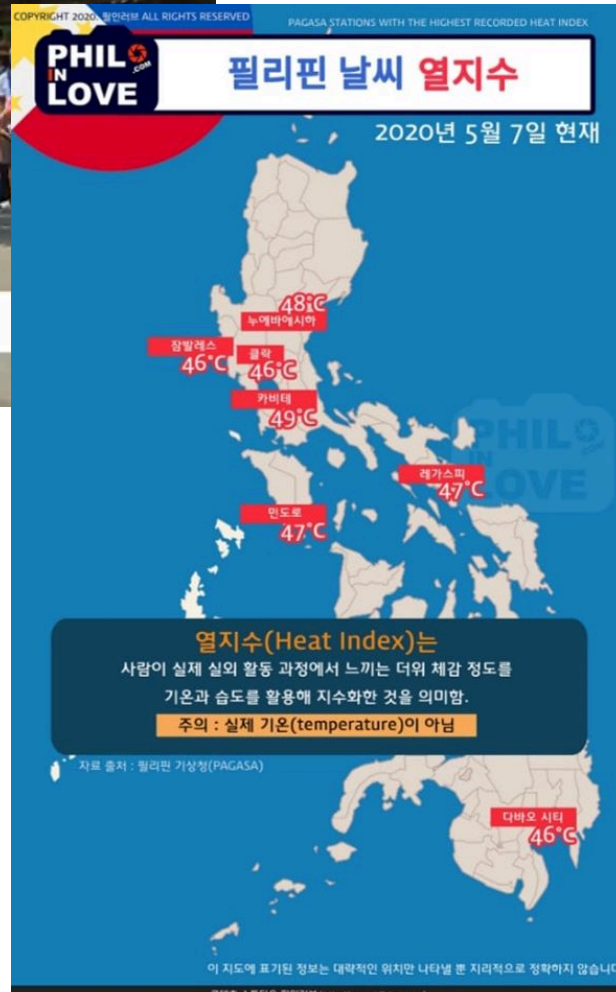 COPYRIGHT 2020. 필인러브 ALL RIGHTS RESERVED
PAGASA STATIONS WITH THE HIGHEST RECORDED HEAT INDEX
PHIL
IN
LOVE
.COM
필리핀 날씨 열지수
2020년 5월 7일 현재
48°C
누에바에시하
잠발레스
46°C
클락
46°C
카비테
49°C
PHIL
IN
LOVE
레가스피
47°C
민도로
47°C
열지수(Heat Index)는
사람이 실제 실외 활동 과정에서 느끼는 더위 체감 정도를
기온과 습도를 활용해 지수화한 것을 의미함.
주의 : 실제 기온(temperature)이 아님
자료 출처 : 필리핀 기상청(PAGASA)
다바오 시티
46°C
이 지도에 표기된 정보는 대략적인 위치만 나타낼 뿐 지리적으로 정확하지 않습니다